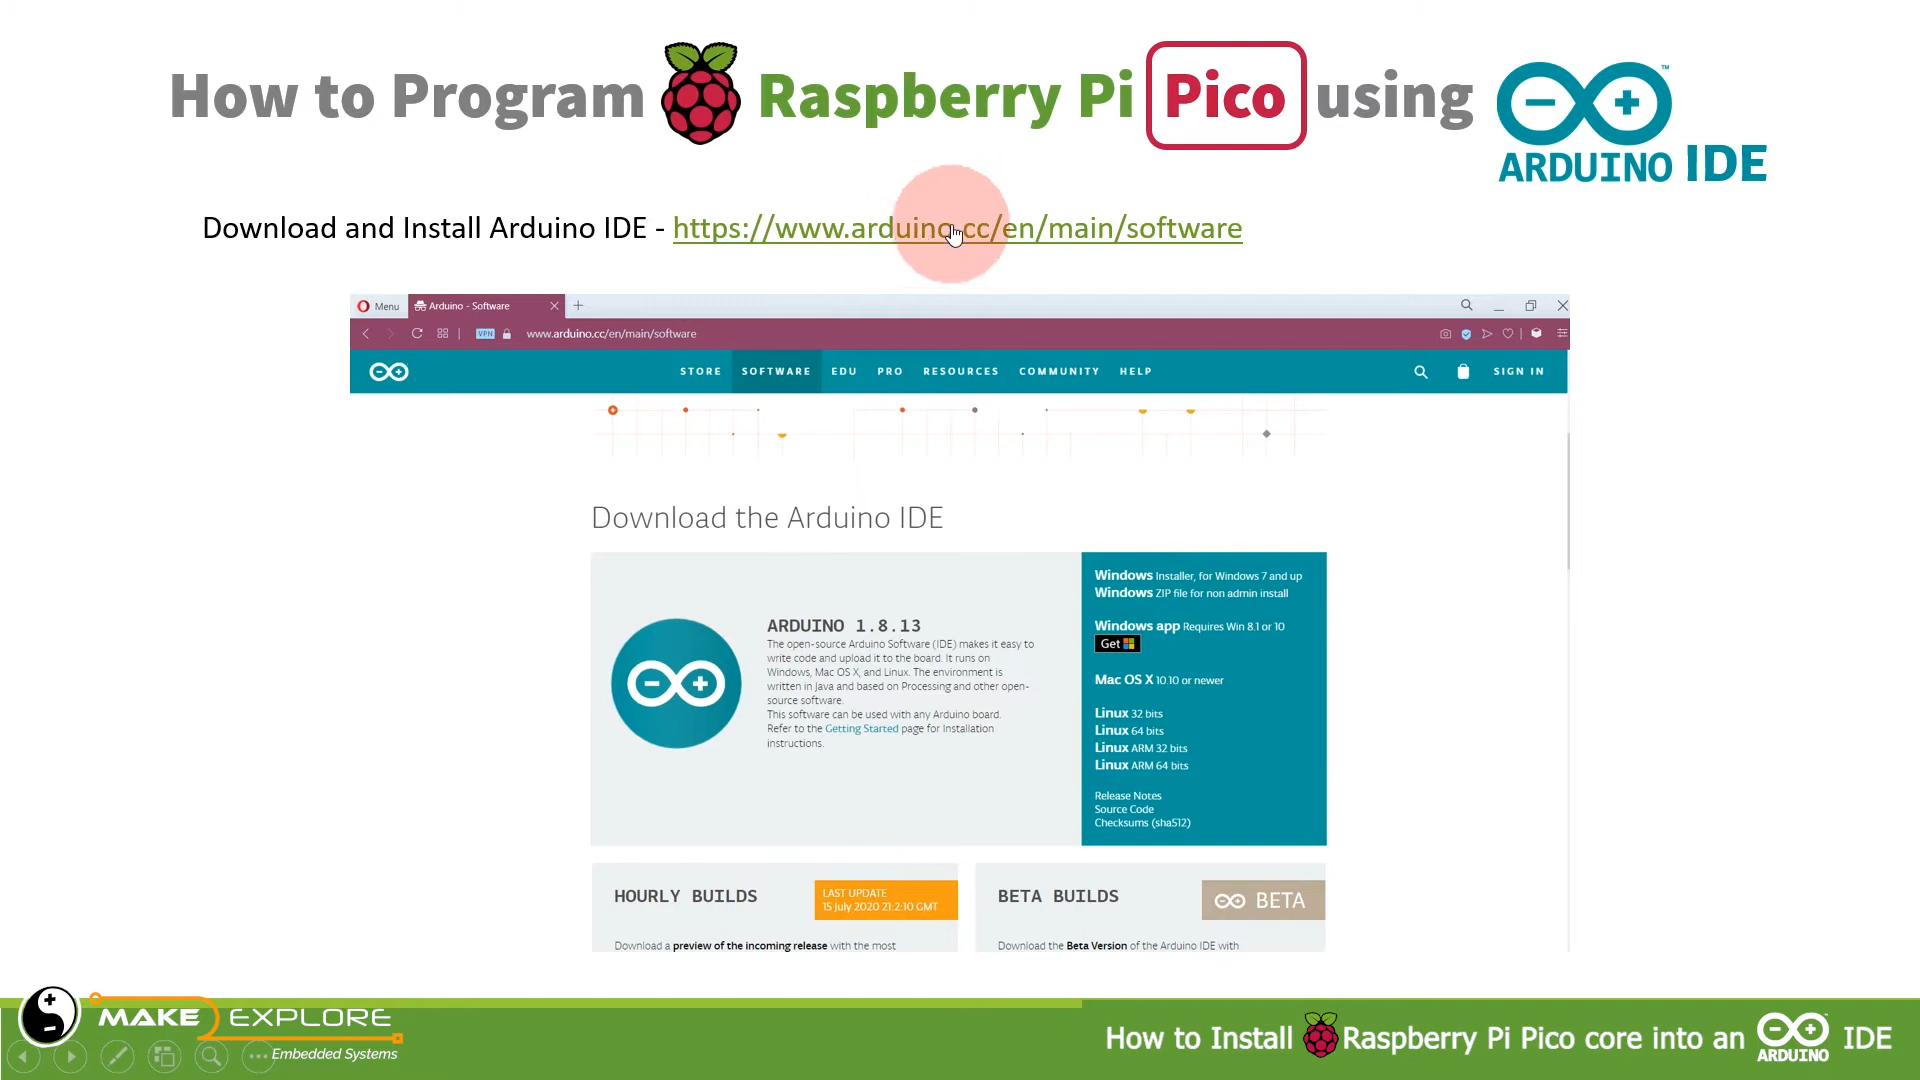 How to Program Raspberry Pi Pico using
ARDUINO IDE
Download and Install Arduino IDE - https://www.arduino.cc/en/main/software
Menu
Arduino - Software
VPN
www.arduino.cc/en/main/software
STORE SOFTWARE EDU PRO RESOURCES COMMUNITY HELP
SIGN IN
Download the Arduino IDE
ARDUINO 1.8.13
The open-source Arduino Software (IDE) makes it easy to
write code and upload it to the board. It runs on
Windows, Mac OS X, and Linux. The environment is
written in Java and based on Processing and other open-
source software.
This software can be used with any Arduino board.
Refer to the Getting Started page for Installation
instructions.
Windows Installer, for Windows 7 and up
Windows ZIP file for non admin install
Windows app Requires Win 8.1 or 10
Get
Mac OS X 10.10 or newer
Linux 32 bits
Linux 64 bits
Linux ARM 32 bits
Linux ARM 64 bits
Release Notes
Source Code
Checksums (sha512)
HOURLY BUILDS
LAST UPDATE
15 July 2020 21:2:10 GMT
Download a preview of the incoming release with the most
BETA BUILDS
BETA
Download the Beta Version of the Arduino IDE with
MAKE EXPLORE
Embedded Systems
How to Install Raspberry Pi Pico core into an ARDUINO IDE